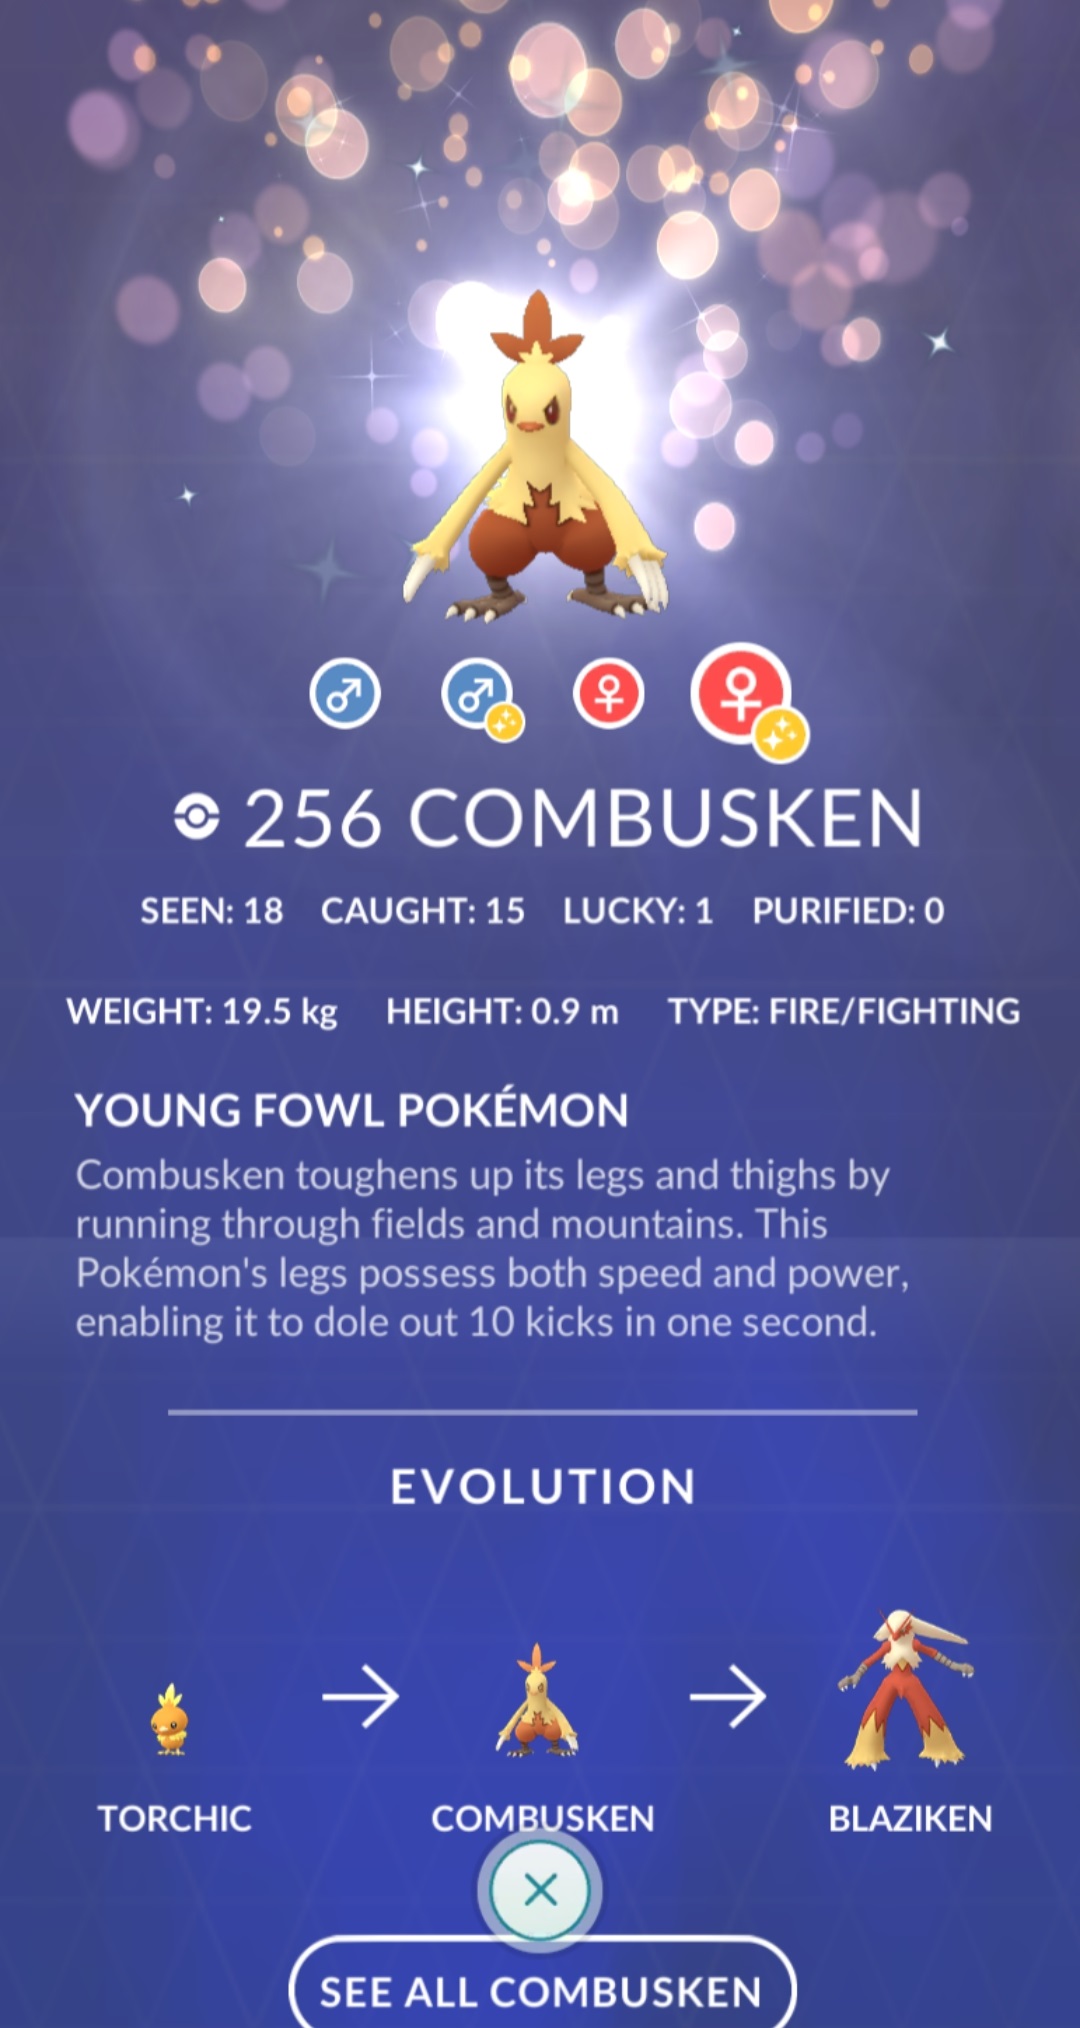 256 COMBUSKEN
SEEN: 18 CAUGHT: 15 LUCKY: 1 PURIFIED: 0
WEIGHT: 19.5 kg HEIGHT: 0.9 m TYPE: FIRE/FIGHTING
YOUNG FOWL POKÉMON
Combusken toughens up its legs and thighs by
running through fields and mountains. This
Pokémon's legs possess both speed and power,
enabling it to dole out 10 kicks in one second.
EVOLUTION
TORCHIC COMBUSKEN BLAZIKEN
SEE ALL COMBUSKEN